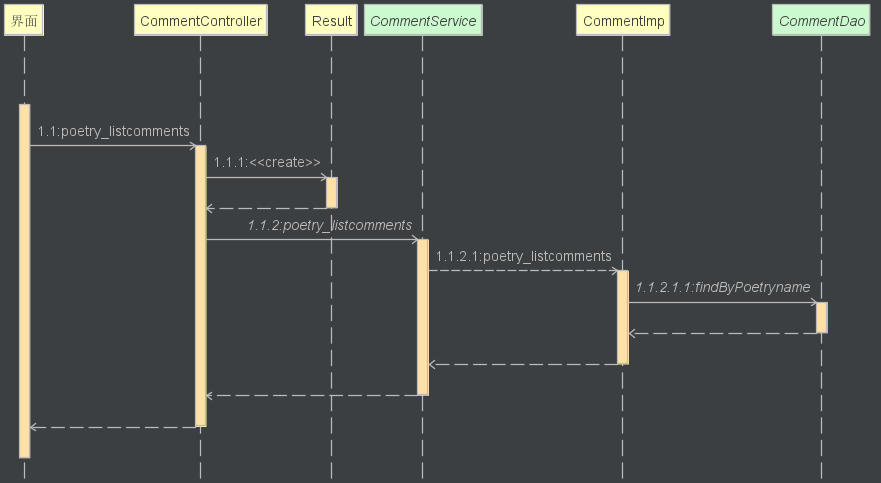 界面
CommentController
Result
CommentService
CommentImp
CommentDao
1.1:poetry_listcomments
1.1.1:<<create>>
1.1.2:poetry_listcomments
1.1.2.1:poetry_listcomments
1.1.2.1.1:findByPoetryname